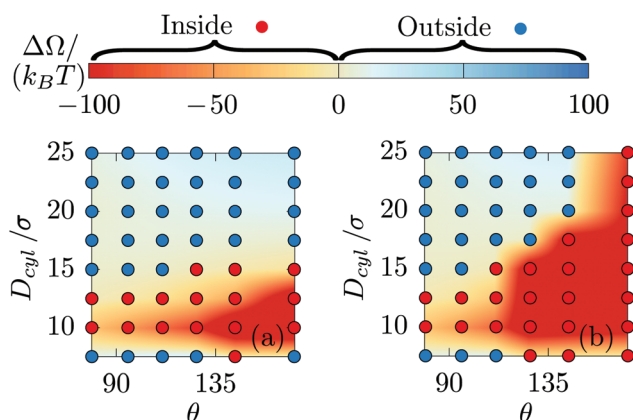 Inside Outside
ΔΩ/
(k_BT)
−100 −50 0 50 100
25 25
20 20
D_cyl/σ D_cyl/σ
15 15
10 (a) 10 (b)
90 135 90 135
θ θ